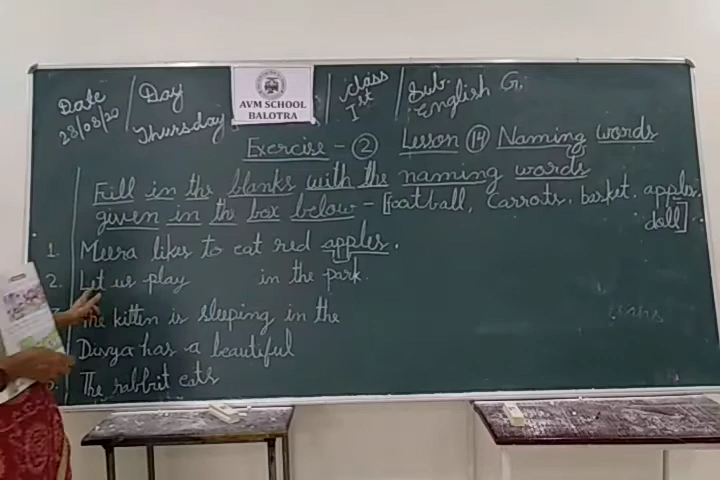 Date 28/08/20 / Day Thursday
AVM SCHOOL
BALOTRA
Class Ist / Sub. English G.
Exercise - ② Lesson ⑭ Naming words
Fill in the blanks with the naming words
given in the box below - [football, carrots, basket, apples,
doll]
1. Meera likes to eat red apples.
2. Let us play in the park.
The kitten is sleeping in the
Divya has a beautiful
The rabbit eats